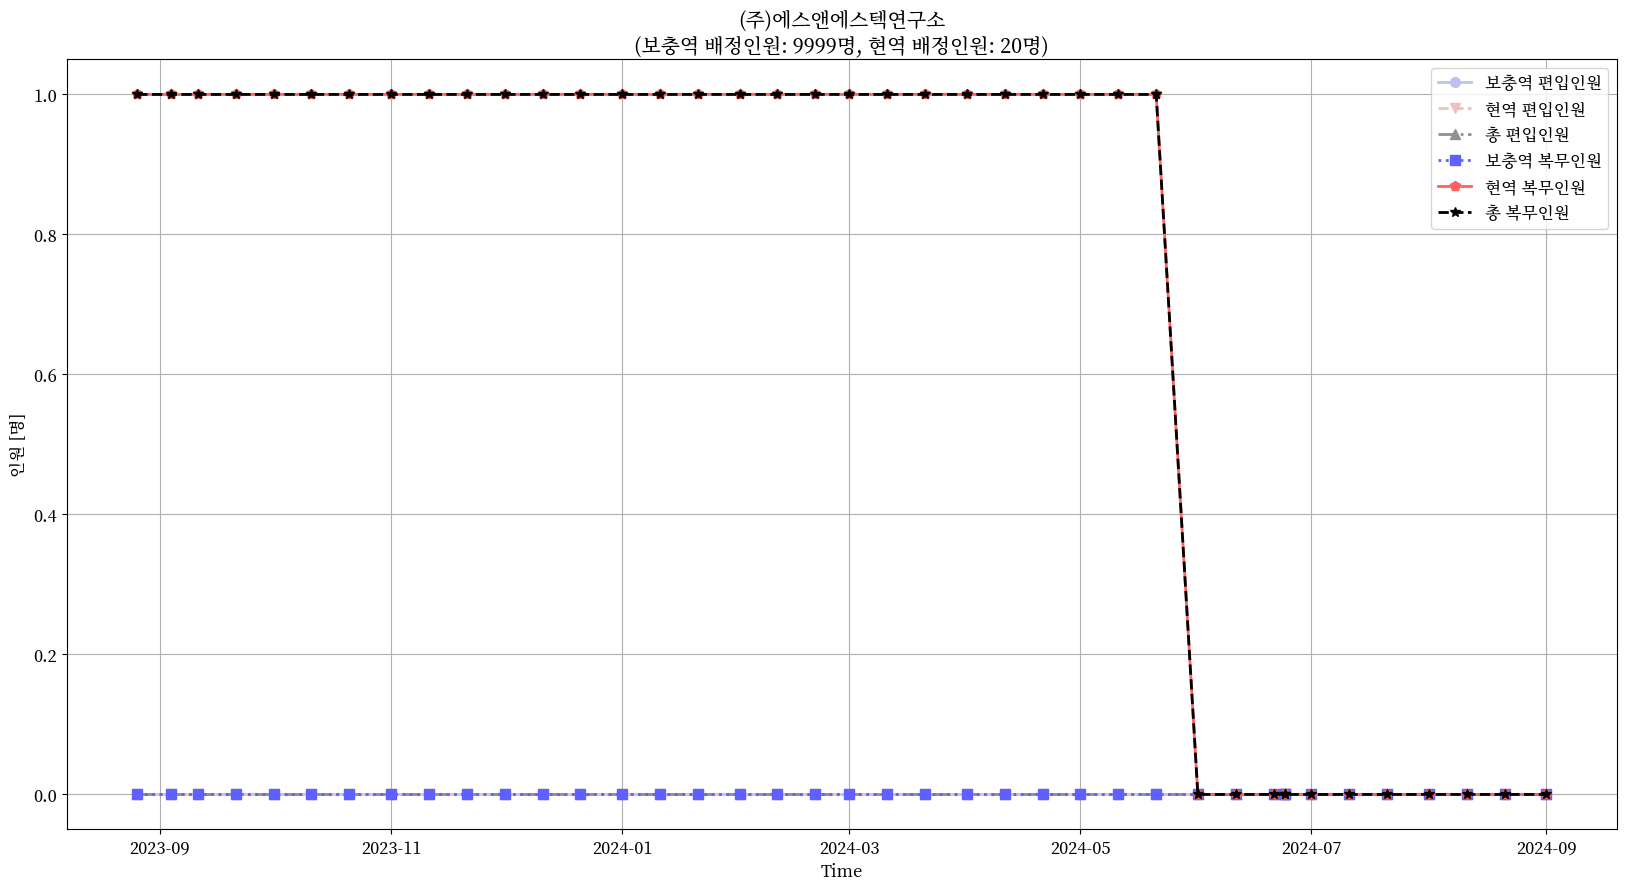 (주)에스앤에스텍연구소
(보충역 배정인원: 9999명, 현역 배정인원: 20명)
보충역 편입인원
현역 편입인원
총 편입인원
보충역 복무인원
현역 복무인원
총 복무인원
인원 [명]
1.0
0.8
0.6
0.4
0.2
0.0
2023-09
2023-11
2024-01
2024-03
2024-05
2024-07
2024-09
Time